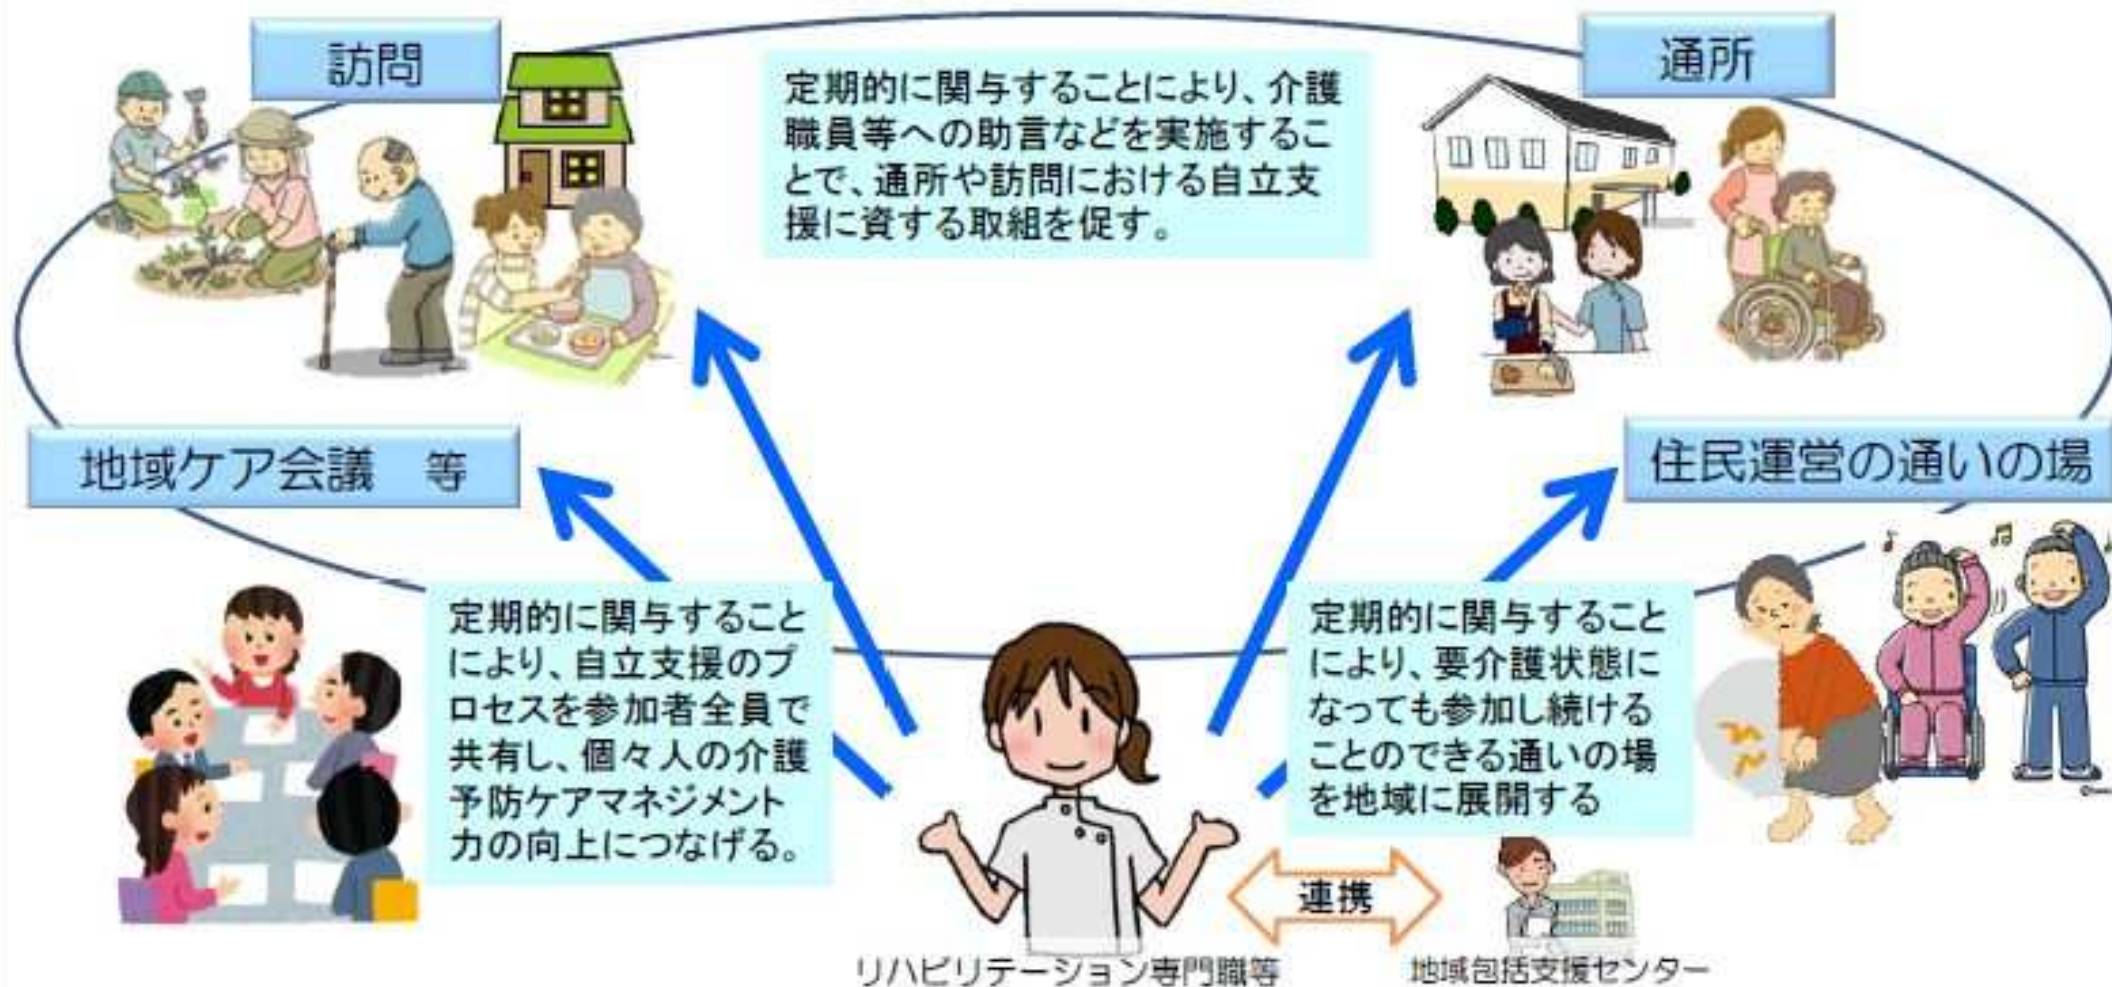 訪問
通所
定期的に関与することにより、介護
職員等への助言などを実施するこ
とで、通所や訪問における自立支
援に資する取組を促す。
地域ケア会議　等
住民運営の通いの場
定期的に関与すること
により、自立支援のプ
ロセスを参加者全員で
共有し、個々人の介護
予防ケアマネジメント
力の向上につなげる。
定期的に関与すること
により、要介護状態に
なっても参加し続ける
ことのできる通いの場
を地域に展開する
連携
リハビリテーション専門職等
地域包括支援センター